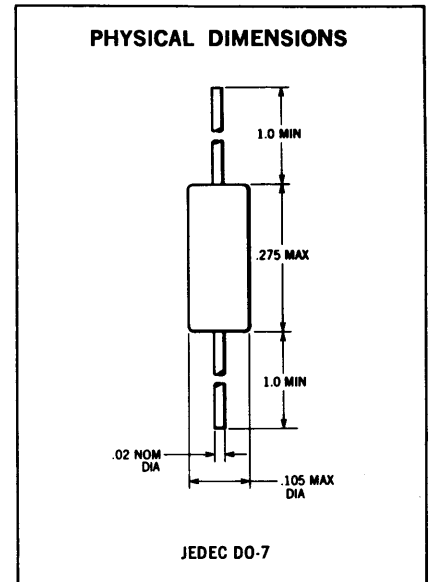 PHYSICAL DIMENSIONS
1.0 MIN
.275 MAX
1.0 MIN
.02 NOM
DIA
.105 MAX
DIA
JEDEC DO-7